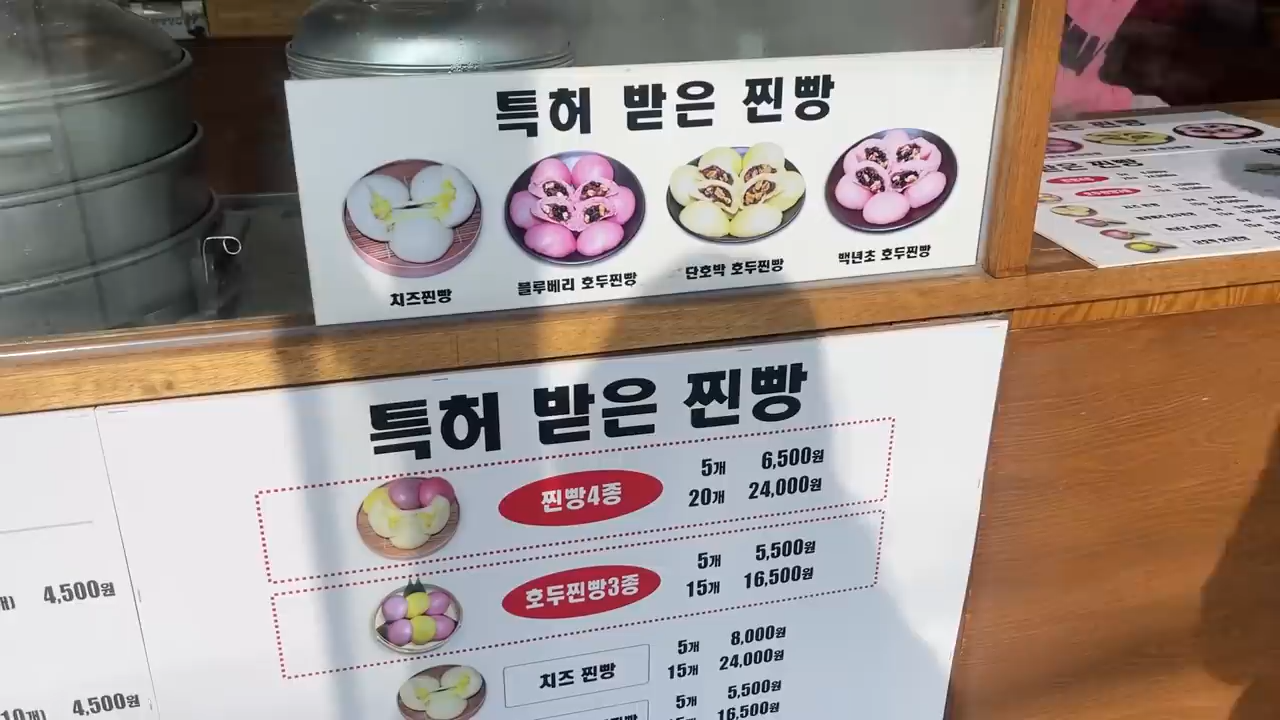 특허 받은 찐빵
치즈찐빵
블루베리 호두찐빵
단호박 호두찐빵
백년초 호두찐빵
특허 받은 찐빵
찐빵4종
5개 6,500원
20개 24,000원
호두찐빵3종
5개 5,500원
15개 16,500원
치즈 찐빵
5개 8,000원
15개 24,000원
5개 5,500원
16,500원
4,500원
10개) 4,500원